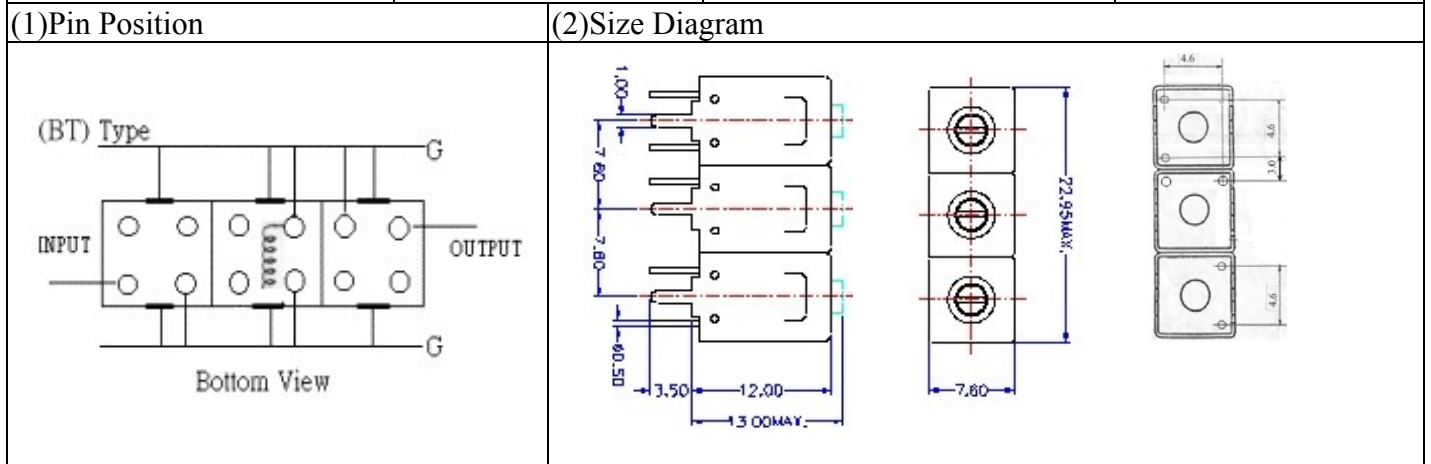 (1)Pin Position
(2)Size Diagram
(BT) Type
G
INPUT
OUTPUT
G
Bottom View
1.00
7.60
7.60
ø0.50
3.50
12.00
13.00MAX.
22.95MAX.
7.60
4.6
4.6
3.0
4.6